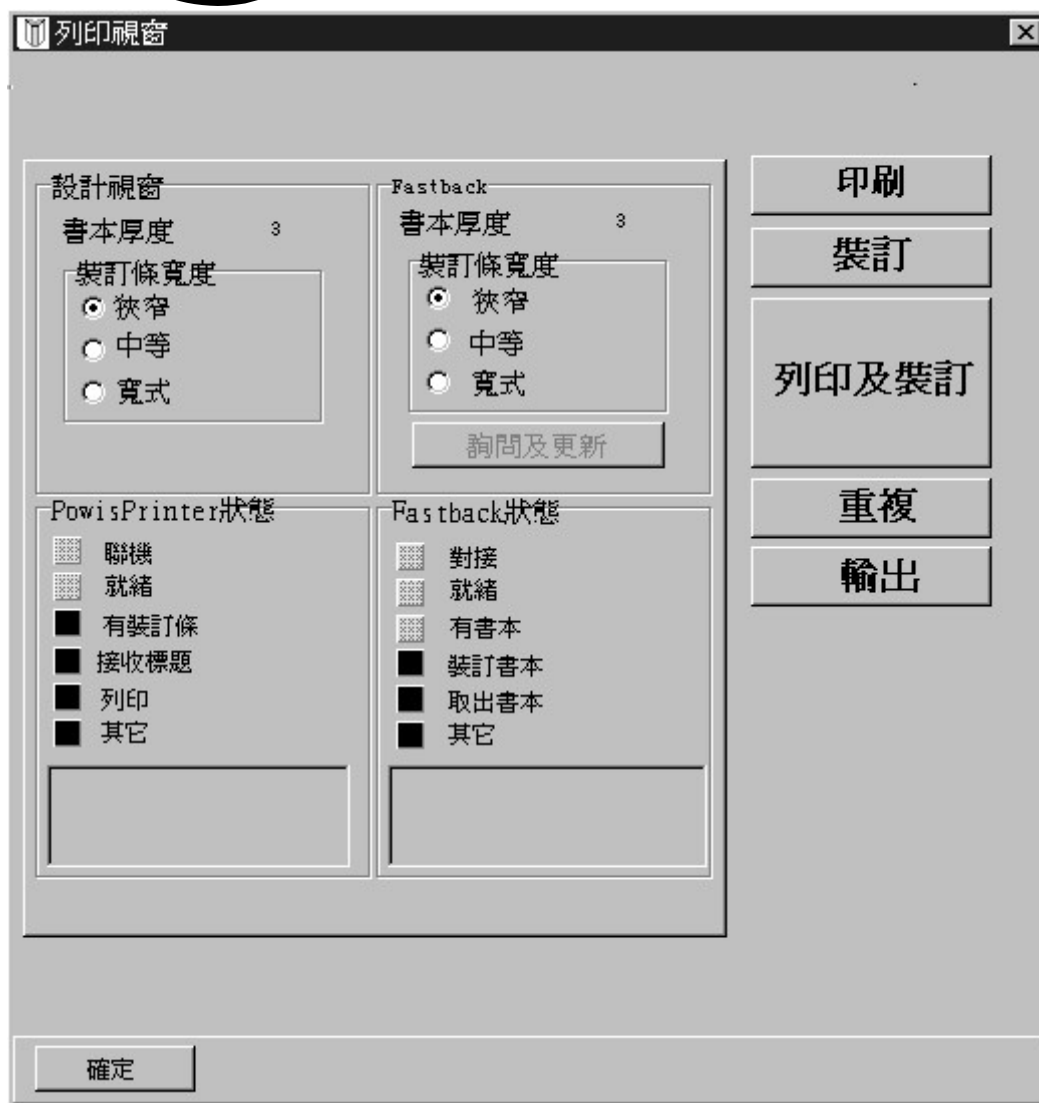 列印視窗
設計視窗
書本厚度 3
裝訂條寬度
狹窄
中等
寬式
Fastback
書本厚度 3
裝訂條寬度
狹窄
中等
寬式
詢問及更新
PowisPrinter狀態
聯機
就緒
有裝訂條
接收標題
列印
其它
Fastback狀態
對接
就緒
有書本
裝訂書本
取出書本
其它
印刷
裝訂
列印及裝訂
重複
輸出
確定